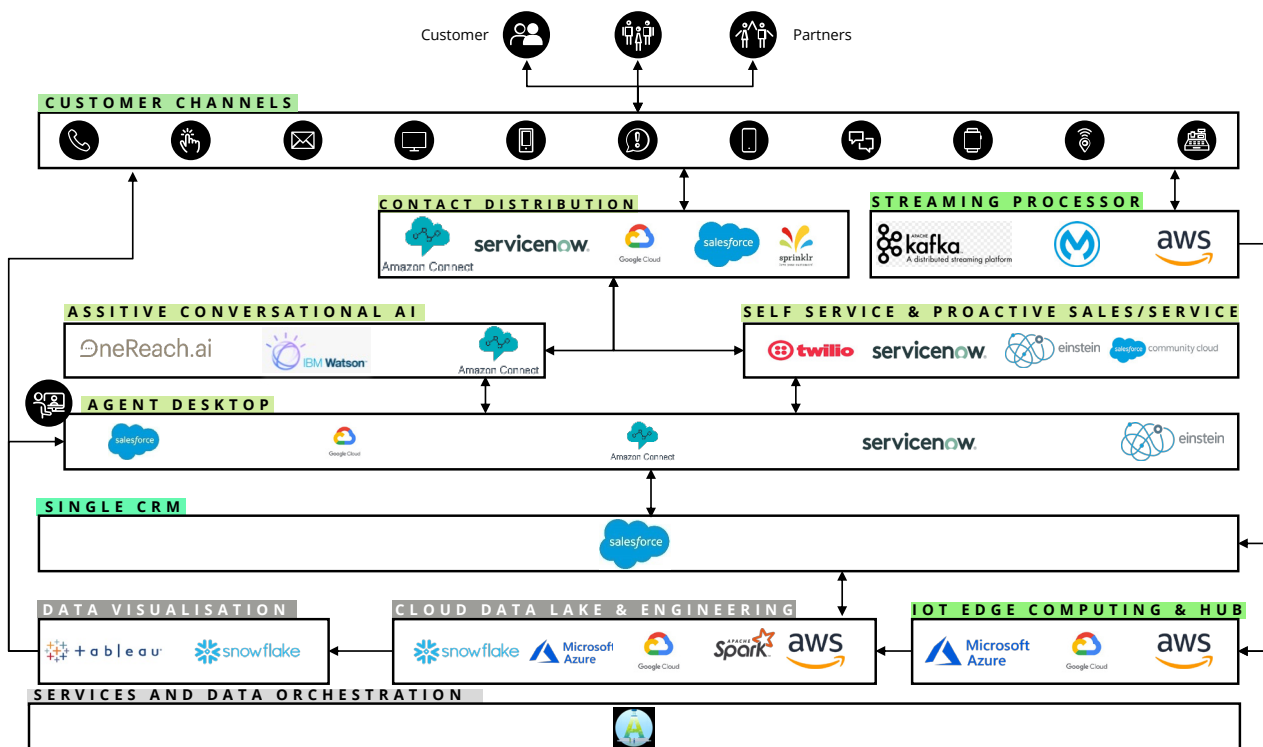 Customer
Partners
CUSTOMER CHANNELS
CONTACT DISTRIBUTION
STREAMING PROCESSOR
Amazon Connect
servicenow.
Google Cloud
salesforce
sprinklr
APACHE
kafka
A distributed streaming platform
aws
ASSITIVE CONVERSATIONAL AI
SELF SERVICE & PROACTIVE SALES/SERVICE
OneReach.ai
IBM Watson
Amazon Connect
twilio
servicenow.
einstein
salesforce
community cloud
AGENT DESKTOP
salesforce
Google Cloud
Amazon Connect
servicenow.
einstein
SINGLE CRM
salesforce
DATA VISUALISATION
CLOUD DATA LAKE & ENGINEERING
IOT EDGE COMPUTING & HUB
+ableau
snowflake
snowflake
Microsoft
Azure
Google Cloud
APACHE
Spark
aws
Microsoft
Azure
Google Cloud
aws
SERVICES AND DATA ORCHESTRATION
A